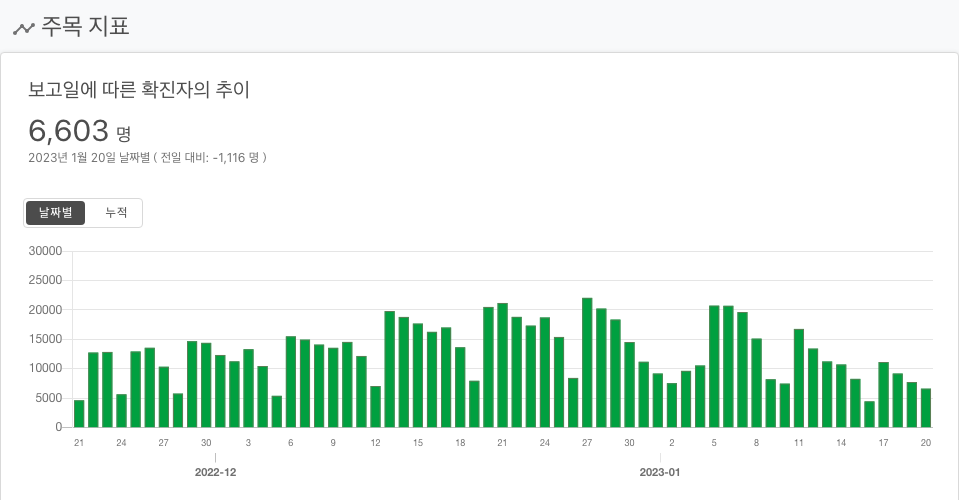 주목 지표
보고일에 따른 확진자의 추이
6,603 명
2023년 1월 20일 날짜별 ( 전일 대비: -1,116 명 )
날짜별 누적
30000
25000
20000
15000
10000
5000
0
21 24 27 30 3 6 9 12 15 18 21 24 27 30 2 5 8 11 14 17 20
2022-12 2023-01